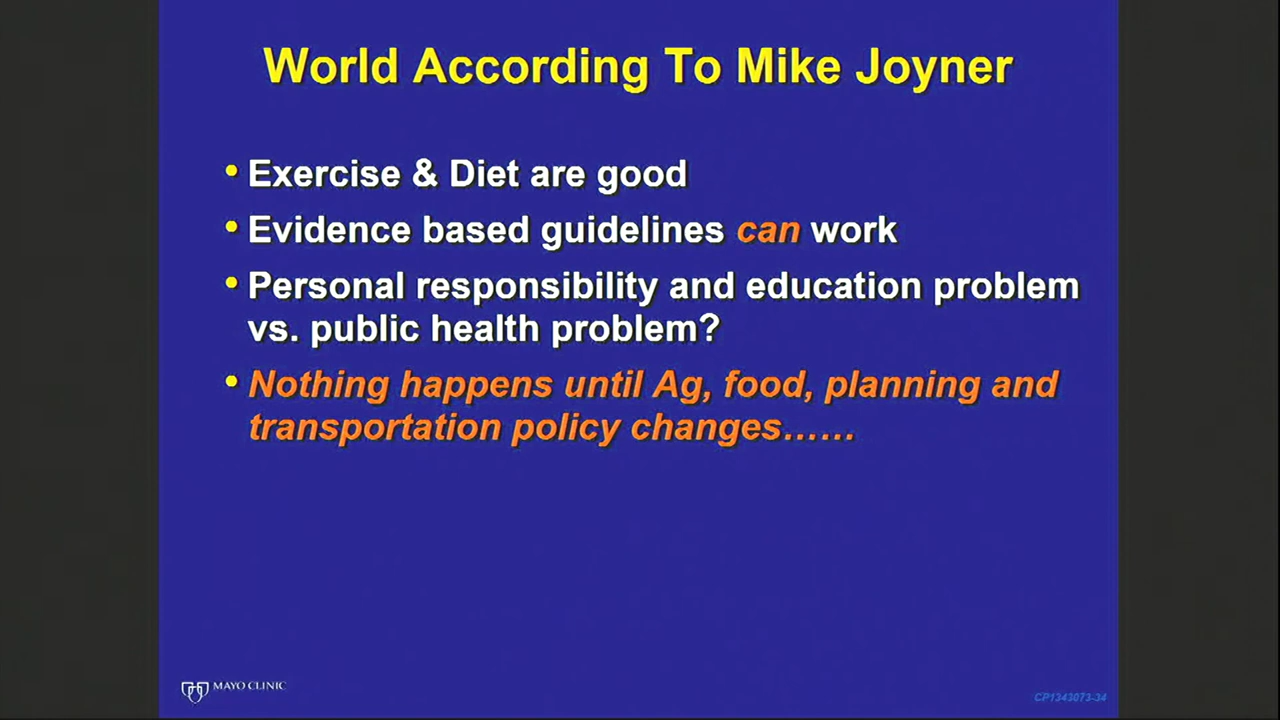 World According To Mike Joyner
• Exercise & Diet are good
• Evidence based guidelines can work
• Personal responsibility and education problem
vs. public health problem?
• Nothing happens until Ag, food, planning and
transportation policy changes……
MAYO CLINIC
CP1343073-34